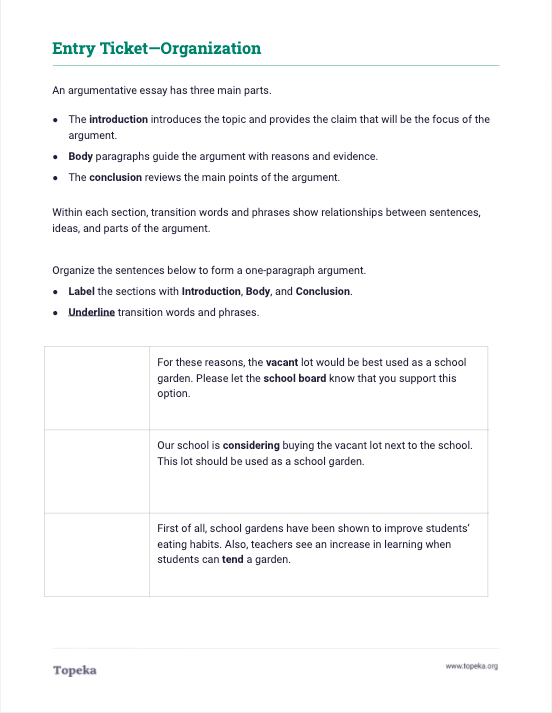 Entry Ticket—Organization
An argumentative essay has three main parts.
● The introduction introduces the topic and provides the claim that will be the focus of the
argument.
● Body paragraphs guide the argument with reasons and evidence.
● The conclusion reviews the main points of the argument.
Within each section, transition words and phrases show relationships between sentences,
ideas, and parts of the argument.
Organize the sentences below to form a one-paragraph argument.
● Label the sections with Introduction, Body, and Conclusion.
● Underline transition words and phrases.
For these reasons, the vacant lot would be best used as a school
garden. Please let the school board know that you support this
option.
Our school is considering buying the vacant lot next to the school.
This lot should be used as a school garden.
First of all, school gardens have been shown to improve students’
eating habits. Also, teachers see an increase in learning when
students can tend a garden.
Topeka
www.topeka.org